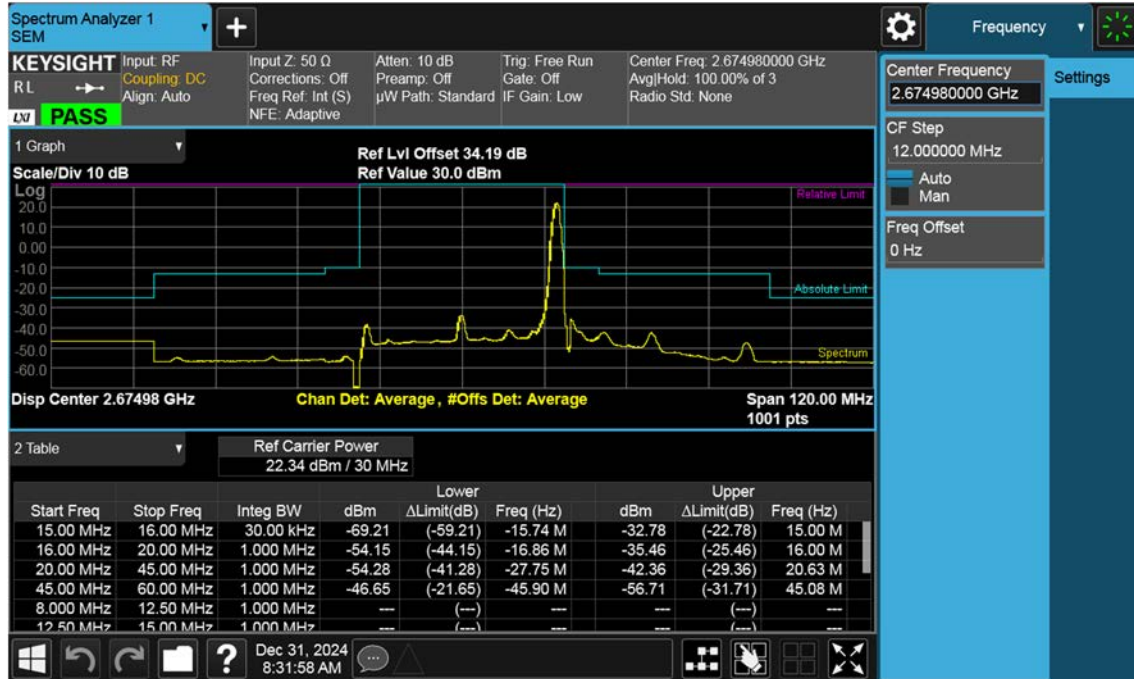 Spectrum Analyzer 1
SEM
Frequency
KEYSIGHT
R L
LXI
PASS
Input: RF
Coupling: DC
Align: Auto
Input Z: 50 Ω
Corrections: Off
Freq Ref: Int (S)
NFE: Adaptive
Atten: 10 dB
Preamp: Off
µW Path: Standard
Trig: Free Run
Gate: Off
IF Gain: Low
Center Freq: 2.674980000 GHz
Avg|Hold: 100.00% of 3
Radio Std: None
Center Frequency
2.674980000 GHz
Settings
CF Step
12.000000 MHz
Auto
Man
Freq Offset
0 Hz
1 Graph
Scale/Div 10 dB
Ref Lvl Offset 34.19 dB
Ref Value 30.0 dBm
Log
20.0
10.0
0.00
-10.0
-20.0
-30.0
-40.0
-50.0
-60.0
Relative Limit
Absolute Limit
Spectrum
Disp Center 2.67498 GHz
Chan Det: Average, #Offs Det: Average
Span 120.00 MHz
1001 pts
2 Table
Ref Carrier Power
22.34 dBm / 30 MHz
Lower Upper
Start Freq Stop Freq Integ BW dBm ΔLimit(dB) Freq (Hz) dBm ΔLimit(dB) Freq (Hz)
15.00 MHz 16.00 MHz 30.00 kHz -69.21 (-59.21) -15.74 M -32.78 (-22.78) 15.00 M
16.00 MHz 20.00 MHz 1.000 MHz -54.15 (-44.15) -16.86 M -35.46 (-25.46) 16.00 M
20.00 MHz 45.00 MHz 1.000 MHz -54.28 (-41.28) -27.75 M -42.36 (-29.36) 20.63 M
45.00 MHz 60.00 MHz 1.000 MHz -46.65 (-21.65) -45.90 M -56.71 (-31.71) 45.08 M
8.000 MHz 12.50 MHz 1.000 MHz --- (---) --- --- (---) ---
12.50 MHz 15.00 MHz 1.000 MHz --- (---) --- --- (---) ---
?
Dec 31, 2024
8:31:58 AM